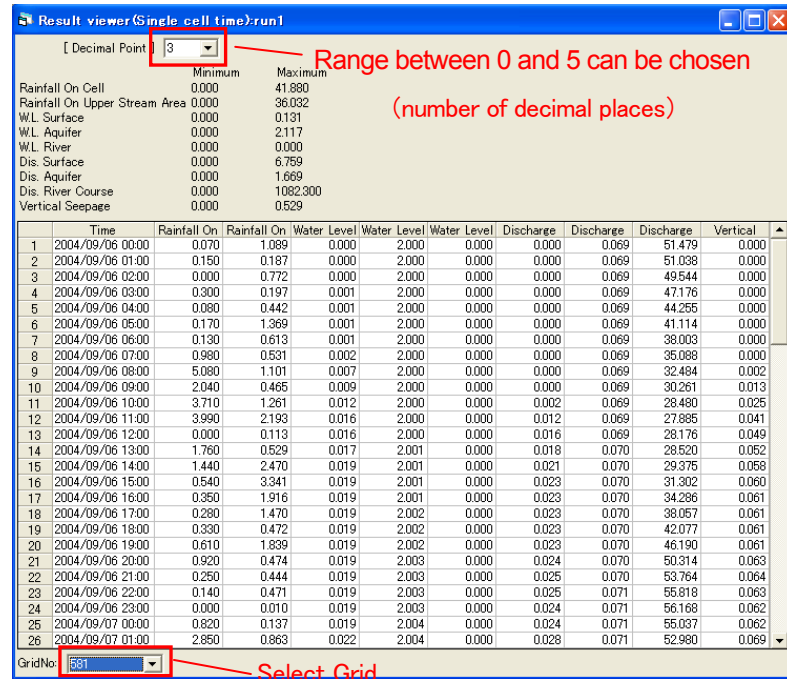 Result viewer(Single cell time):run1
[ Decimal Point ] 3
Range between 0 and 5 can be chosen
（number of decimal places）
Minimum Maximum
Rainfall On Cell 0.000 41.880
Rainfall On Upper Stream Area 0.000 36.032
W.L. Surface 0.000 0.131
W.L. Aquifer 0.000 2.117
W.L. River 0.000 0.000
Dis. Surface 0.000 6.759
Dis. Aquifer 0.000 1.669
Dis. River Course 0.000 1082.300
Vertical Seepage 0.000 0.529
Time Rainfall On Rainfall On Water Level Water Level Water Level Discharge Discharge Discharge Vertical
1 2004/09/06 00:00 0.070 1.089 0.000 2.000 0.000 0.000 0.069 51.479 0.000
2 2004/09/06 01:00 0.150 0.187 0.000 2.000 0.000 0.000 0.069 51.038 0.000
3 2004/09/06 02:00 0.000 0.772 0.000 2.000 0.000 0.000 0.069 49.544 0.000
4 2004/09/06 03:00 0.300 0.197 0.001 2.000 0.000 0.000 0.069 47.176 0.000
5 2004/09/06 04:00 0.080 0.442 0.001 2.000 0.000 0.000 0.069 44.255 0.000
6 2004/09/06 05:00 0.170 1.369 0.001 2.000 0.000 0.000 0.069 41.114 0.000
7 2004/09/06 06:00 0.130 0.613 0.001 2.000 0.000 0.000 0.069 38.003 0.000
8 2004/09/06 07:00 0.980 0.531 0.002 2.000 0.000 0.000 0.069 35.088 0.000
9 2004/09/06 08:00 5.080 1.101 0.007 2.000 0.000 0.000 0.069 32.484 0.002
10 2004/09/06 09:00 2.040 0.465 0.009 2.000 0.000 0.000 0.069 30.261 0.013
11 2004/09/06 10:00 3.710 1.261 0.012 2.000 0.000 0.002 0.069 28.480 0.025
12 2004/09/06 11:00 3.990 2.193 0.016 2.000 0.000 0.012 0.069 27.885 0.041
13 2004/09/06 12:00 0.000 0.113 0.016 2.000 0.000 0.016 0.069 28.176 0.049
14 2004/09/06 13:00 1.760 0.529 0.017 2.001 0.000 0.018 0.070 28.520 0.052
15 2004/09/06 14:00 1.440 2.470 0.019 2.001 0.000 0.021 0.070 29.375 0.058
16 2004/09/06 15:00 0.540 3.341 0.019 2.001 0.000 0.023 0.070 31.302 0.060
17 2004/09/06 16:00 0.350 1.916 0.019 2.001 0.000 0.023 0.070 34.286 0.061
18 2004/09/06 17:00 0.280 1.470 0.019 2.002 0.000 0.023 0.070 38.057 0.061
19 2004/09/06 18:00 0.330 0.472 0.019 2.002 0.000 0.023 0.070 42.077 0.061
20 2004/09/06 19:00 0.610 1.839 0.019 2.002 0.000 0.023 0.070 46.190 0.061
21 2004/09/06 20:00 0.920 0.474 0.019 2.003 0.000 0.024 0.070 50.314 0.063
22 2004/09/06 21:00 0.250 0.444 0.019 2.003 0.000 0.025 0.070 53.764 0.064
23 2004/09/06 22:00 0.140 0.471 0.019 2.003 0.000 0.025 0.071 55.818 0.063
24 2004/09/06 23:00 0.000 0.010 0.019 2.003 0.000 0.024 0.071 56.168 0.062
25 2004/09/07 00:00 0.820 0.137 0.019 2.004 0.000 0.024 0.071 55.037 0.062
26 2004/09/07 01:00 2.850 0.863 0.022 2.004 0.000 0.028 0.071 52.980 0.069
GridNo: 581
Select Grid